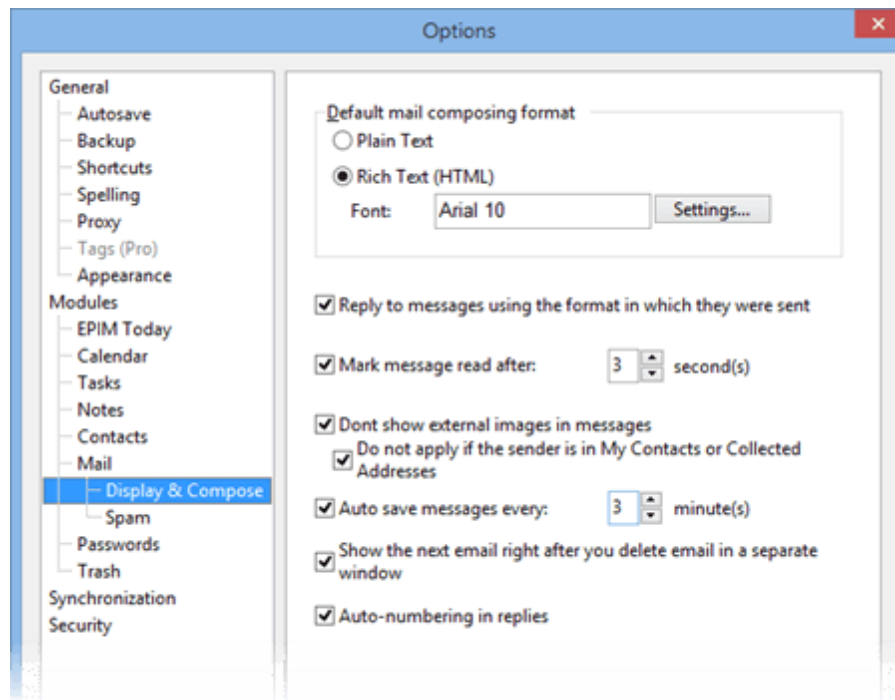 Options
General
Autosave
Backup
Shortcuts
Spelling
Proxy
Tags (Pro)
Appearance
Modules
EPIM Today
Calendar
Tasks
Notes
Contacts
Mail
Display & Compose
Spam
Passwords
Trash
Synchronization
Security
Default mail composing format
Plain Text
Rich Text (HTML)
Font: Arial 10 Settings...
Reply to messages using the format in which they were sent
Mark message read after: 3 second(s)
Dont show external images in messages
Do not apply if the sender is in My Contacts or Collected
Addresses
Auto save messages every: 3 minute(s)
Show the next email right after you delete email in a separate
window
Auto-numbering in replies